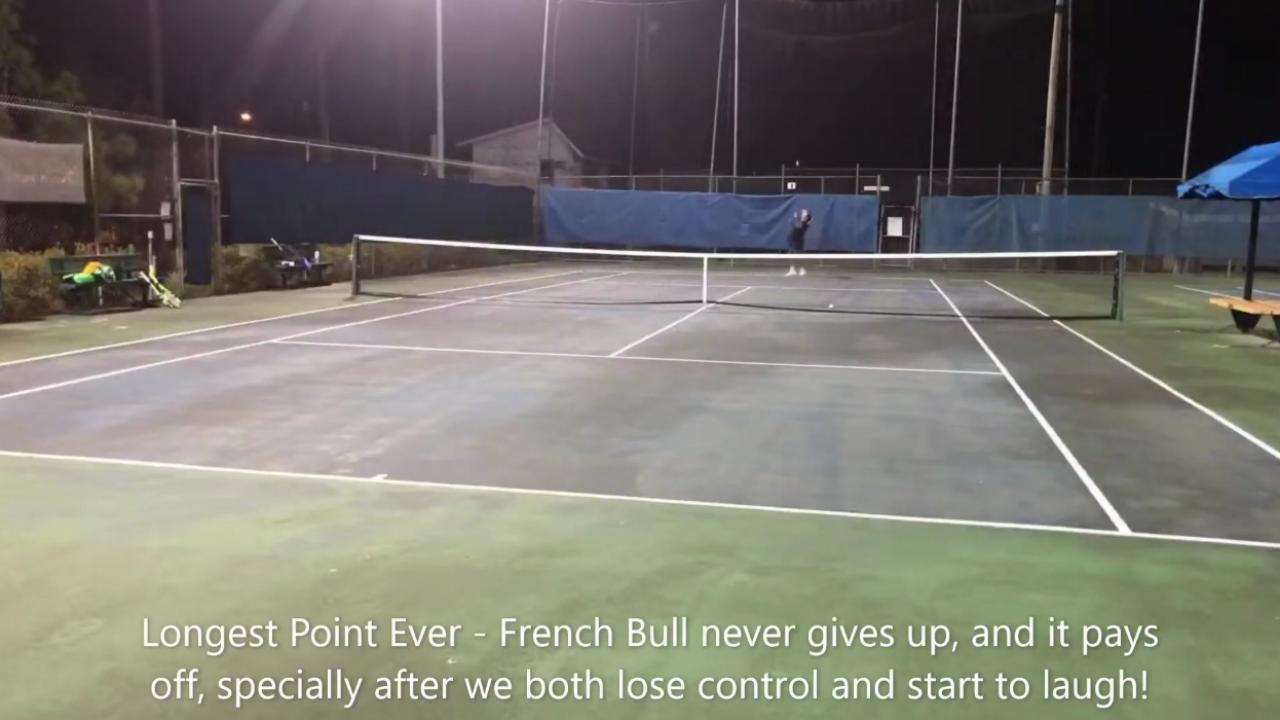 Longest Point Ever - French Bull never gives up, and it pays
off, specially after we both lose control and start to laugh!